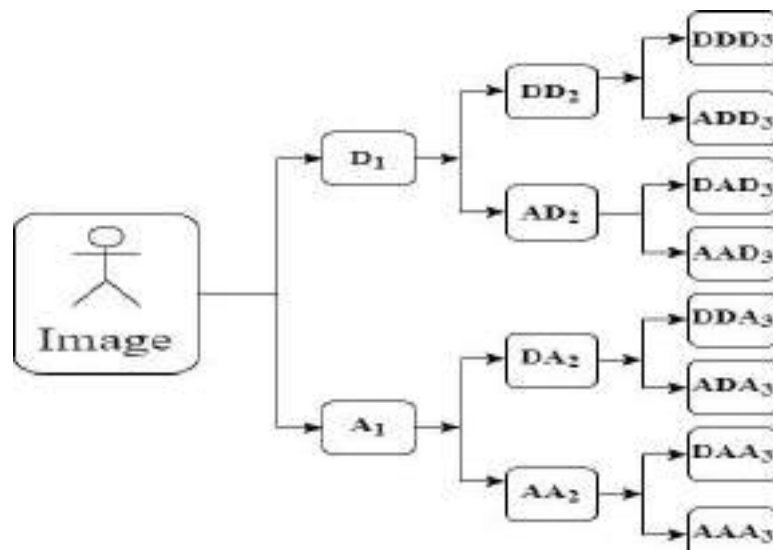 Image
D₁
A₁
DD₂
AD₂
DA₂
AA₂
DDD₃
ADD₃
DAD₃
AAD₃
DDA₃
ADA₃
DAA₃
AAA₃